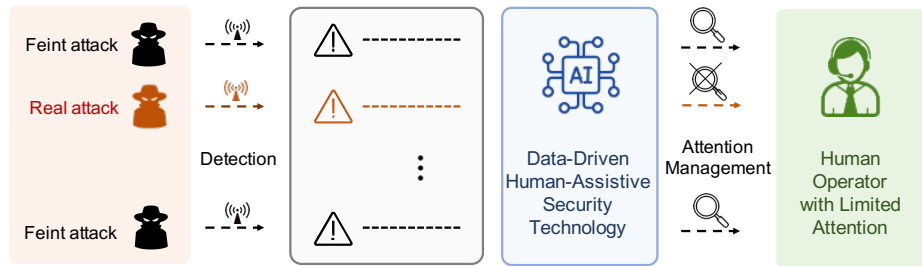 Feint attack
Real attack
Feint attack
Detection
AI
Data-Driven
Human-Assistive
Security
Technology
Attention
Management
Human
Operator
with Limited
Attention